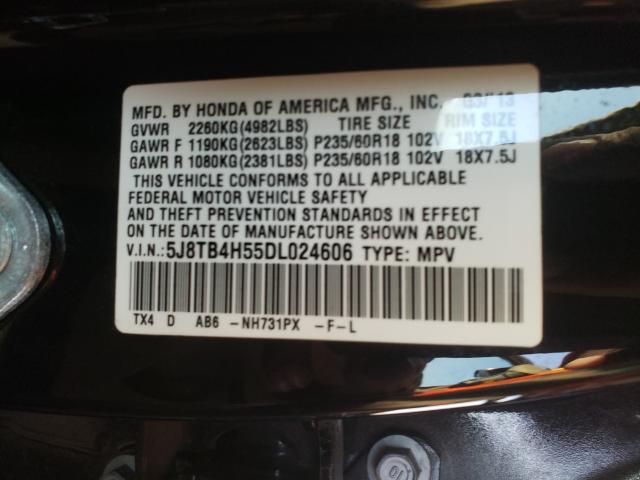 MFD. BY HONDA OF AMERICA MFG., INC. 03/'13
GVWR 2260KG(4982LBS) TIRE SIZE RIM SIZE
GAWR F 1190KG(2623LBS) P235/60R18 102V 18X7.5J
GAWR R 1080KG(2381LBS) P235/60R18 102V 18X7.5J
THIS VEHICLE CONFORMS TO ALL APPLICABLE
FEDERAL MOTOR VEHICLE SAFETY
AND THEFT PREVENTION STANDARDS IN EFFECT
ON THE DATE OF MANUFACTURE SHOWN ABOVE.
V.I.N.: 5J8TB4H55DL024606 TYPE: MPV
TX4 D AB6 -NH731PX -F-L